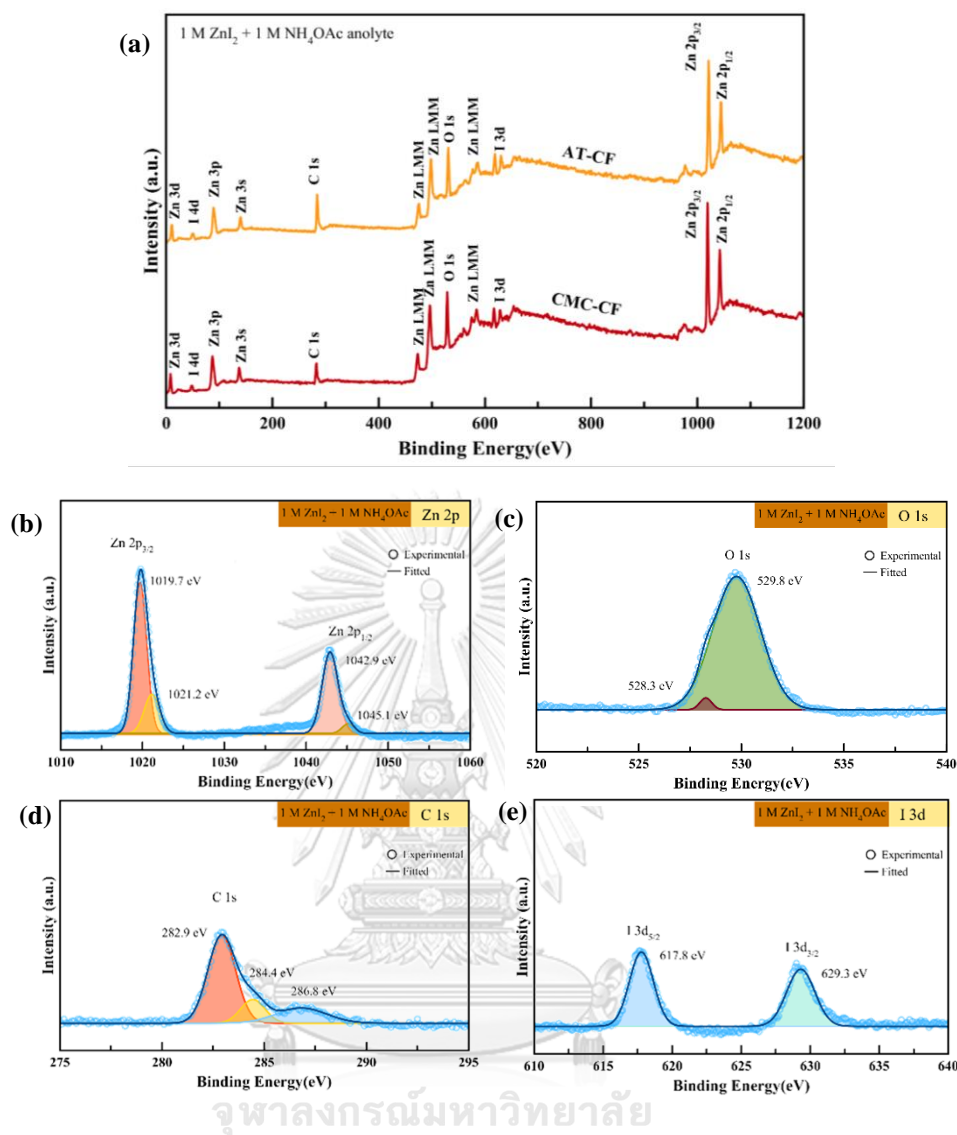 (a)
1 M ZnI₂ + 1 M NH₄OAc anolyte
Zn 3d
I 4d
Zn 3p
Zn 3s
C 1s
Zn LMM
Zn LMM
O 1s
Zn LMM
I 3d
Zn 2p₃/₂
Zn 2p₁/₂
AT-CF
Zn 3d
I 4d
Zn 3p
Zn 3s
C 1s
Zn LMM
Zn LMM
O 1s
Zn LMM
I 3d
Zn 2p₃/₂
Zn 2p₁/₂
CMC-CF
Intensity (a.u.)
0 200 400 600 800 1000 1200
Binding Energy(eV)
(b)
1 M ZnI₂ – 1 M NH₄OAc Zn 2p
Zn 2p₃/₂
Experimental
Fitted
1019.7 eV
1021.2 eV
Zn 2p₁/₂
1042.9 eV
1045.1 eV
Intensity (a.u.)
1010 1020 1030 1040 1050 1060
Binding Energy(eV)
(c)
1 M ZnI₂ + 1 M NH₄OAc O 1s
O 1s
Experimental
Fitted
529.8 eV
528.3 eV
Intensity (a.u.)
520 525 530 535 540
Binding Energy(eV)
(d)
1 M ZnI₂ – 1 M NH₄OAc C 1s
C 1s
Experimental
Fitted
282.9 eV
284.4 eV
286.8 eV
Intensity (a.u.)
275 280 285 290 295
Binding Energy(eV)
(e)
1 M ZnI₂ + 1 M NH₄OAc I 3d
Experimental
Fitted
I 3d₅/₂
617.8 eV
I 3d₃/₂
629.3 eV
Intensity (a.u.)
610 615 620 625 630 635 640
Binding Energy(eV)
จุฬาลงกรณ์มหาวิทยาลัย